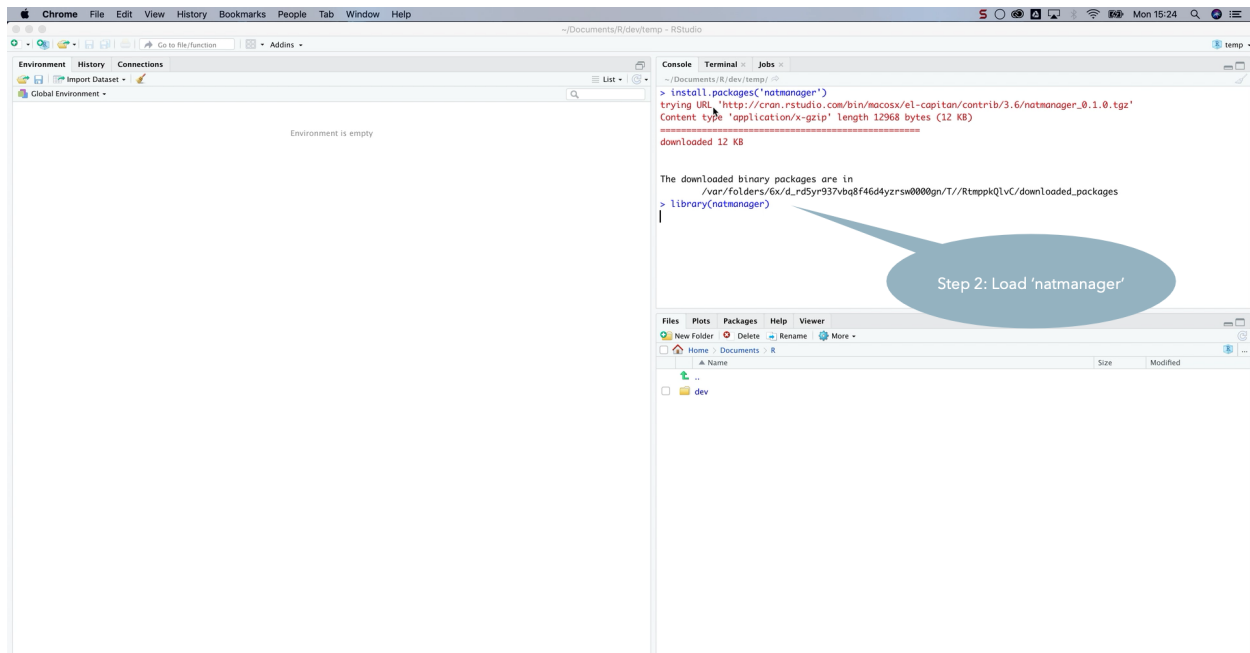 Chrome File Edit View History Bookmarks People Tab Window Help
Mon 15:24
~/Documents/R/dev/temp - RStudio
Go to file/function
Addins
temp
Environment History Connections
Import Dataset
List
Global Environment
Environment is empty
Console Terminal Jobs
~/Documents/R/dev/temp/
> install.packages('natmanager')
trying URL 'http://cran.rstudio.com/bin/macosx/el-capitan/contrib/3.6/natmanager_0.1.0.tgz'
Content type 'application/x-gzip' length 12968 bytes (12 KB)
==================================================
downloaded 12 KB
The downloaded binary packages are in
/var/folders/6x/d_rd5yr937vbq8f46d4yzrsw0000gn/T//RtmppkQlvC/downloaded_packages
> library(natmanager)
Step 2: Load ‘natmanager’
Files Plots Packages Help Viewer
New Folder Delete Rename More
Home Documents R
Name Size Modified
..
dev